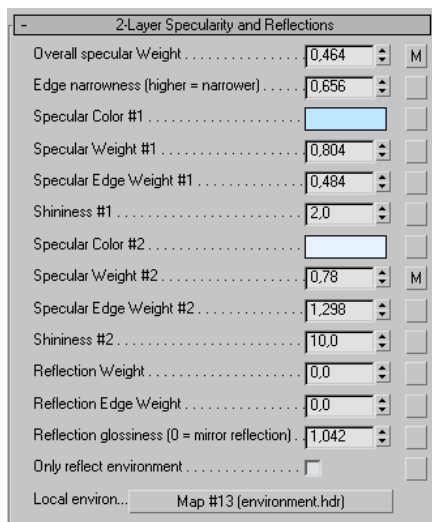 - 2-Layer Specularity and Reflections
Overall specular Weight . . . . . . . . . . . . . . . . . 0,464 M
Edge narrowness (higher = narrower) . . . . . . 0,656
Specular Color #1 . . . . . . . . . . . . . . . . . . . . .
Specular Weight #1 . . . . . . . . . . . . . . . . . . . . 0,804
Specular Edge Weight #1 . . . . . . . . . . . . . . . 0,484
Shininess #1 . . . . . . . . . . . . . . . . . . . . . . . . 2,0
Specular Color #2 . . . . . . . . . . . . . . . . . . . . .
Specular Weight #2 . . . . . . . . . . . . . . . . . . . . 0,78 M
Specular Edge Weight #2 . . . . . . . . . . . . . . . 1,298
Shininess #2 . . . . . . . . . . . . . . . . . . . . . . . . 10,0
Reflection Weight . . . . . . . . . . . . . . . . . . . . . 0,0
Reflection Edge Weight . . . . . . . . . . . . . . . . . 0,0
Reflection glossiness (0 = mirror reflection) . . 1,042
Only reflect environment . . . . . . . . . . . . . . . .
Local environ... Map #13 (environment.hdr)